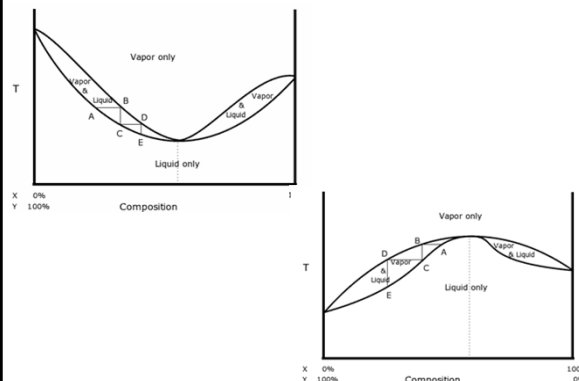 Vapor only
Vapor
&
Liquid
B
Vapor
&
Liquid
T
A
D
C
E
Liquid only
X 0%
Y 100%
Composition
Vapor only
B
A
Vapor
& Liquid
D
Vapor
&
Liquid
C
T
E
Liquid only
X 0%
Y 100%
Composition